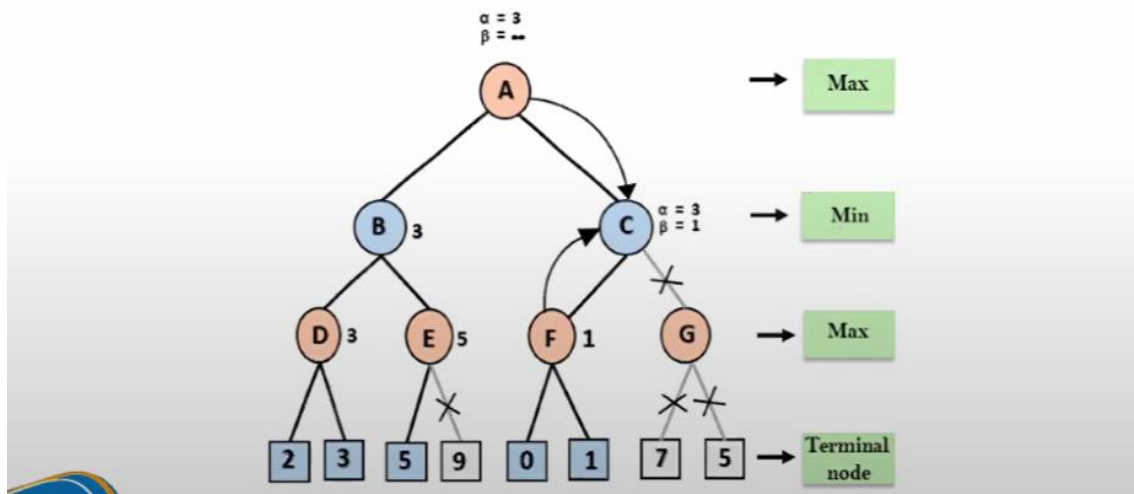 α = 3
β = ∞
A
Max
B
3
C
α = 3
β = 1
Min
D
3
E
5
F
1
G
Max
2
3
5
9
0
1
7
5
Terminal
node